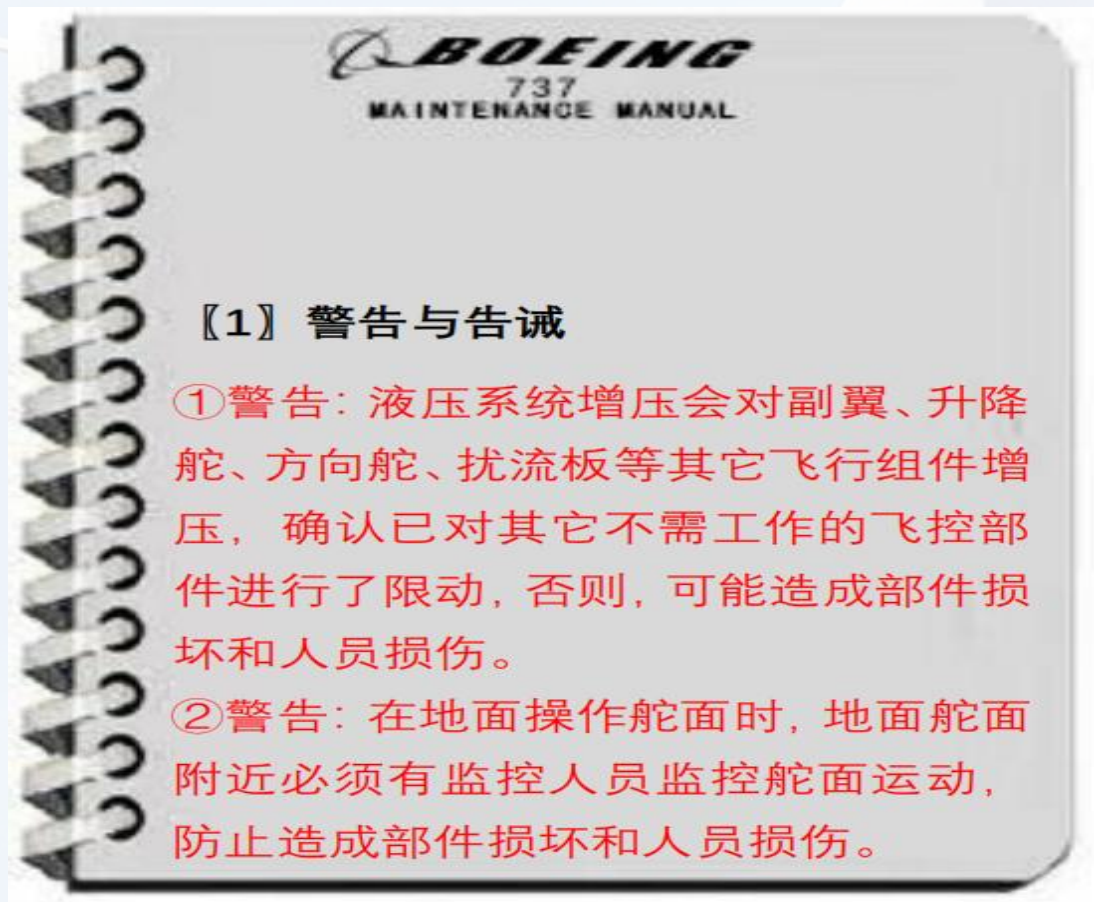 BOEING
737
MAINTENANCE MANUAL
〖1〗警告与告诫
①警告：液压系统增压会对副翼、升降
舵、方向舵、扰流板等其它飞行组件增
压，确认已对其它不需工作的飞控部
件进行了限动，否则，可能造成部件损
坏和人员损伤。
②警告：在地面操作舵面时，地面舵面
附近必须有监控人员监控舵面运动，
防止造成部件损坏和人员损伤。